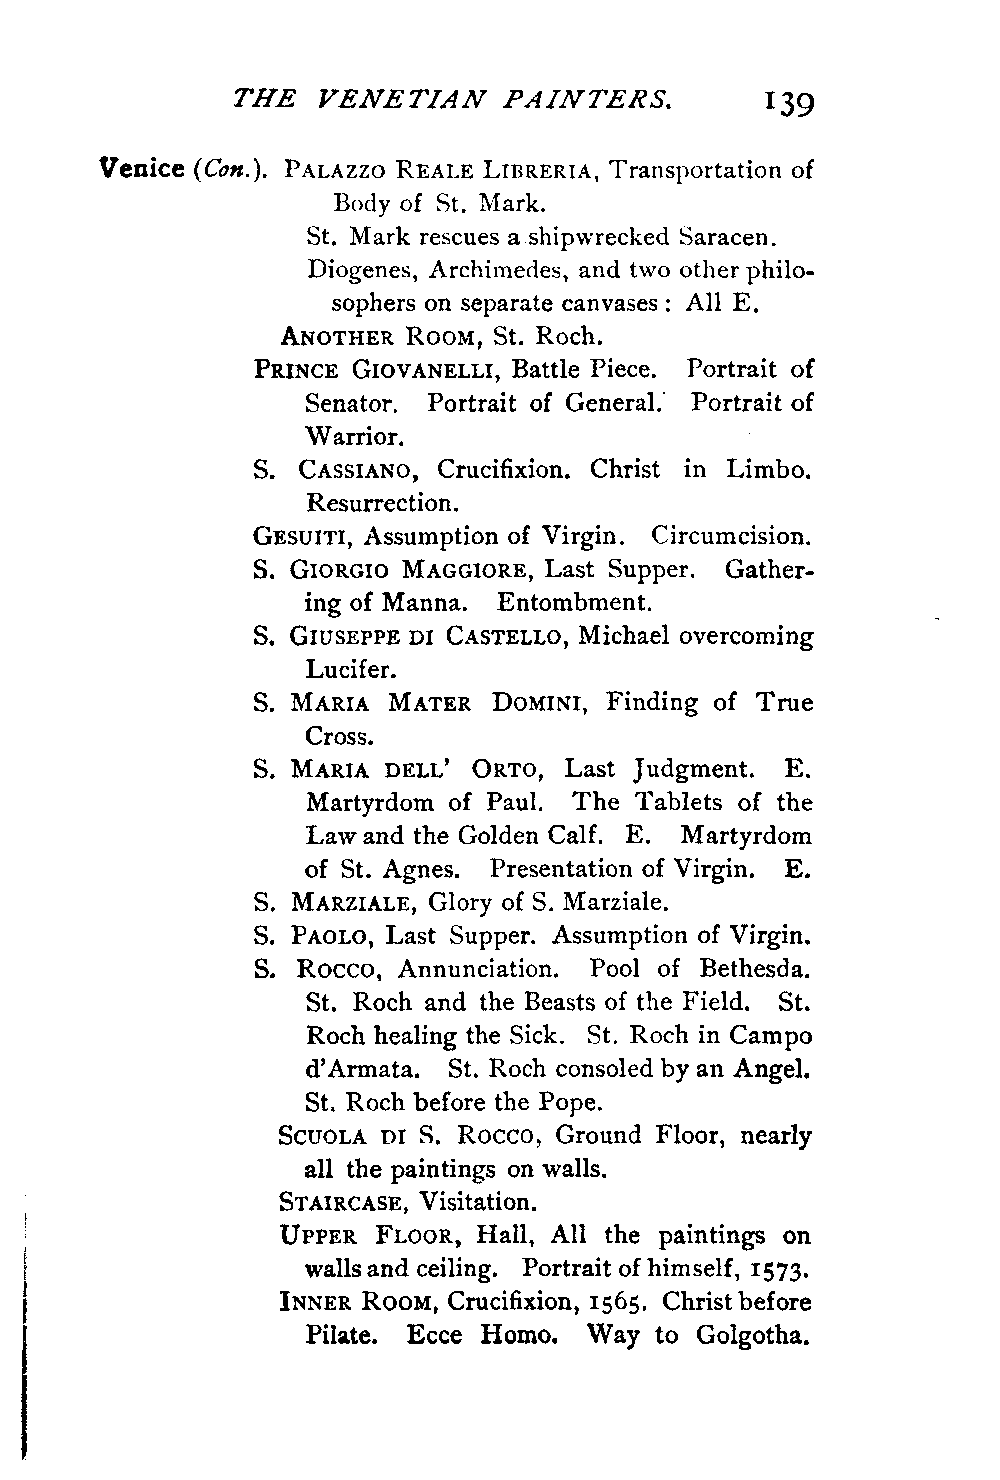 THE VENETIAN PAINTERS. 139
Venice (Con.). PALAZZO REALE LIBRERIA, Transportation of
Body of St. Mark.
St. Mark rescues a shipwrecked Saracen.
Diogenes, Archimedes, and two other philo-
sophers on separate canvases : All E.
ANOTHER ROOM, St. Roch.
PRINCE GIOVANELLI, Battle Piece. Portrait of
Senator. Portrait of General. Portrait of
Warrior.
S. CASSIANO, Crucifixion. Christ in Limbo.
Resurrection.
GESUITI, Assumption of Virgin. Circumcision.
S. GIORGIO MAGGIORE, Last Supper. Gather-
ing of Manna. Entombment.
S. GIUSEPPE DI CASTELLO, Michael overcoming
Lucifer.
S. MARIA MATER DOMINI, Finding of True
Cross.
S. MARIA DELL' ORTO, Last Judgment. E.
Martyrdom of Paul. The Tablets of the
Law and the Golden Calf. E. Martyrdom
of St. Agnes. Presentation of Virgin. E.
S. MARZIALE, Glory of S. Marziale.
S. PAOLO, Last Supper. Assumption of Virgin.
S. ROCCO, Annunciation. Pool of Bethesda.
St. Roch and the Beasts of the Field. St.
Roch healing the Sick. St. Roch in Campo
d'Armata. St. Roch consoled by an Angel.
St. Roch before the Pope.
SCUOLA DI S. ROCCO, Ground Floor, nearly
all the paintings on walls.
STAIRCASE, Visitation.
UPPER FLOOR, Hall, All the paintings on
walls and ceiling. Portrait of himself, 1573.
INNER ROOM, Crucifixion, 1565. Christ before
Pilate. Ecce Homo. Way to Golgotha.